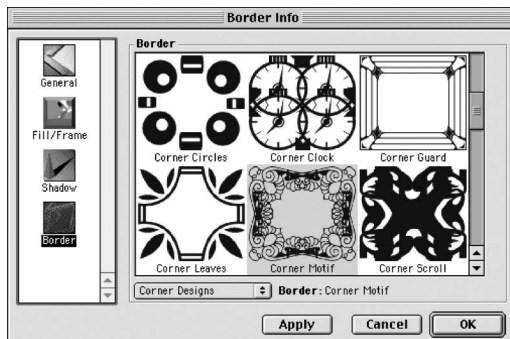 Border Info
General
Fill/Frame
Shadow
Border
Border
Corner Circles
Corner Clock
Corner Guard
Corner Leaves
Corner Motif
Corner Scroll
Corner Designs
Border: Corner Motif
Apply
Cancel
OK